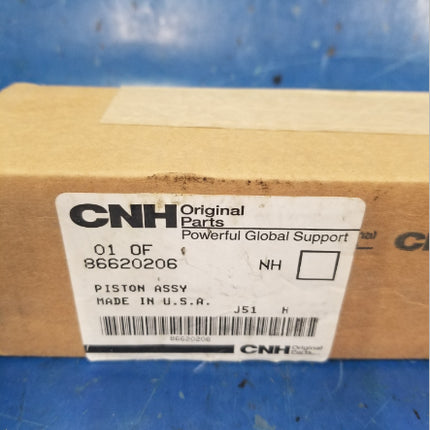 CNH Original
Parts
Powerful Global Support
01 OF
86620206 NH
PISTON ASSY
MADE IN U.S.A.
J51 H
86620206
CNH Original
Parts